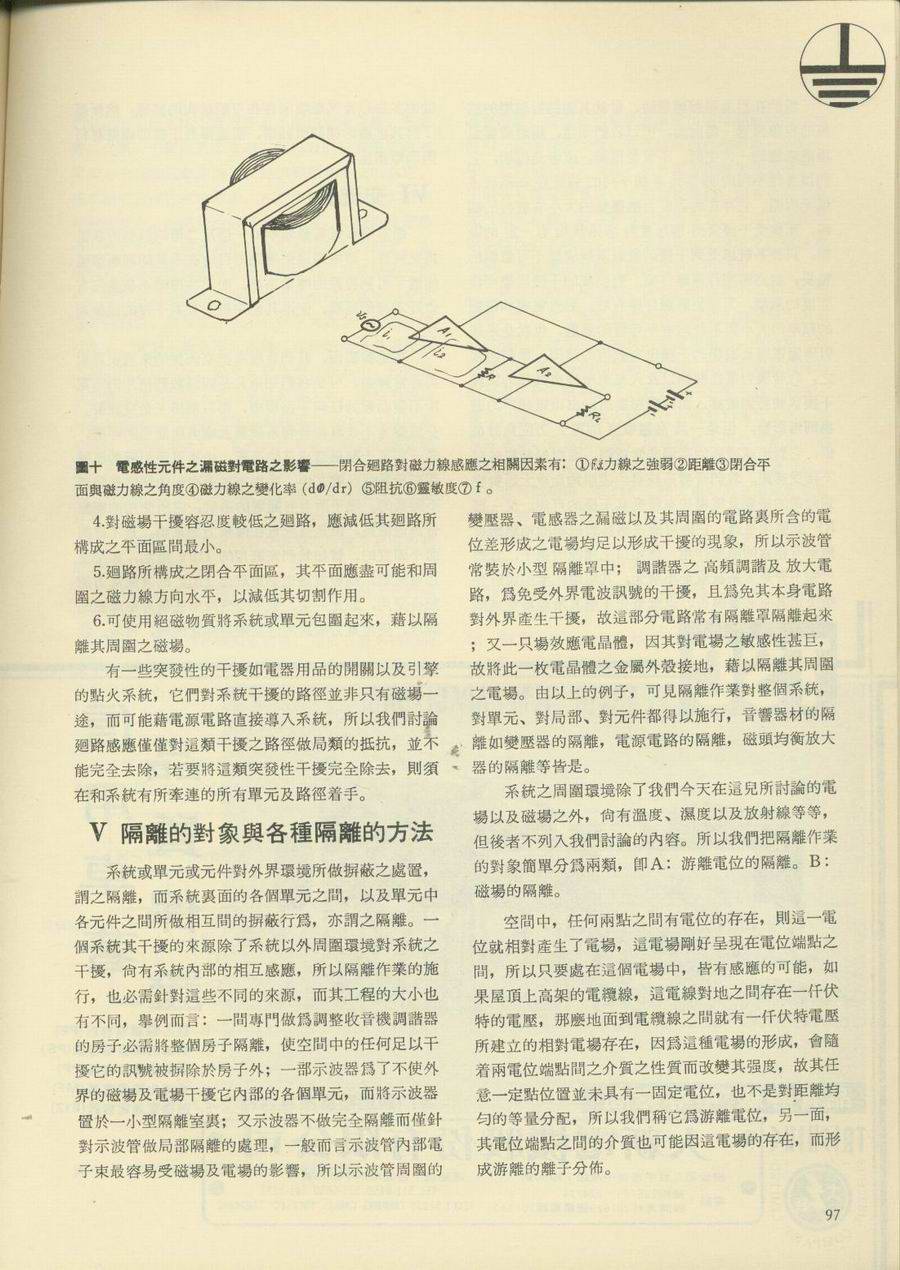 Vs
i1
i2
A1
R1
A2
R2
圖十　電感性元件之漏磁對電路之影響——閉合廻路對磁力線感應之相關因素有：①磁力線之強弱②距離③閉合平
面與磁力線之角度④磁力線之變化率 (dΦ/dr) ⑤阻抗⑥靈敏度⑦ f 。
4.對磁場干擾容忍度較低之廻路，應減低其廻路所
構成之平面區間最小。
5.廻路所構成之閉合平面區，其平面應盡可能和周
圍之磁力線方向水平，以減低其切割作用。
6.可使用絕磁物質將系統或單元包圍起來，藉以隔
離其周圍之磁場。
有一些突發性的干擾如電器用品的開關以及引擎
的點火系統，它們對系統干擾的路徑並非只有磁場一
途，而可能藉電源電路直接導入系統，所以我們討論
廻路感應僅僅對這類干擾之路徑做局類的抵抗，並不
能完全去除，若要將這類突發性干擾完全除去，則須
在和系統有所牽連的所有單元及路徑着手。
V 隔離的對象與各種隔離的方法
系統或單元或元件對外界環境所做摒蔽之處置，
謂之隔離，而系統裏面的各個單元之間，以及單元中
各元件之間所做相互間的摒蔽行爲，亦謂之隔離。一
個系統其干擾的來源除了系統以外周圍環境對系統之
干擾，尙有系統內部的相互感應，所以隔離作業的施
行，也必需針對這些不同的來源，而其工程的大小也
有不同，舉例而言：一間專門做爲調整收音機調諧器
的房子必需將整個房子隔離，使空間中的任何足以干
擾它的訊號被摒除於房子外；一部示波器爲了不使外
界的磁場及電場干擾它內部的各個單元，而將示波器
置於一小型隔離室裏；又示波器不做完全隔離而僅針
對示波管做局部隔離的處理，一般而言示波管內部電
子束最容易受磁場及電場的影響，所以示波管周圍的
變壓器、電感器之漏磁以及其周圍的電路裏所含的電
位差形成之電場均足以形成干擾的現象，所以示波管
常裝於小型 隔離罩中； 調諧器之 高頻調諧及 放大電
路，爲免受外界電波訊號的干擾，且爲免其本身電路
對外界產生干擾，故這部分電路常有隔離罩隔離起來
；又一只場效應電晶體，因其對電場之敏感性甚巨，
故將此一枚電晶體之金屬外殼接地，藉以隔離其周圍
之電場。由以上的例子，可見隔離作業對整個系統，
對單元、對局部、對元件都得以施行，音響器材的隔
離如變壓器的隔離，電源電路的隔離，磁頭均衡放大
器的隔離等皆是。
系統之周圍環境除了我們今天在這兒所討論的電
場以及磁場之外，尙有溫度、濕度以及放射線等等，
但後者不列入我們討論的內容。所以我們把隔離作業
的對象簡單分爲兩類，卽A：游離電位的隔離。B：
磁場的隔離。
空間中，任何兩點之間有電位的存在，則這一電
位就相對產生了電場，這電場剛好呈現在電位端點之
間，所以只要處在這個電場中，皆有感應的可能，如
果屋頂上高架的電纜線，這電線對地之間存在一仟伏
特的電壓，那麼地面到電纜線之間就有一仟伏特電壓
所建立的相對電場存在，因爲這種電場的形成，會隨
着兩電位端點間之介質之性質而改變其强度，故其任
意一定點位置並未具有一固定電位，也不是對距離均
勻的等量分配，所以我們稱它爲游離電位，另一面，
其電位端點之間的介質也可能因這電場的存在，而形
成游離的離子分佈。
97